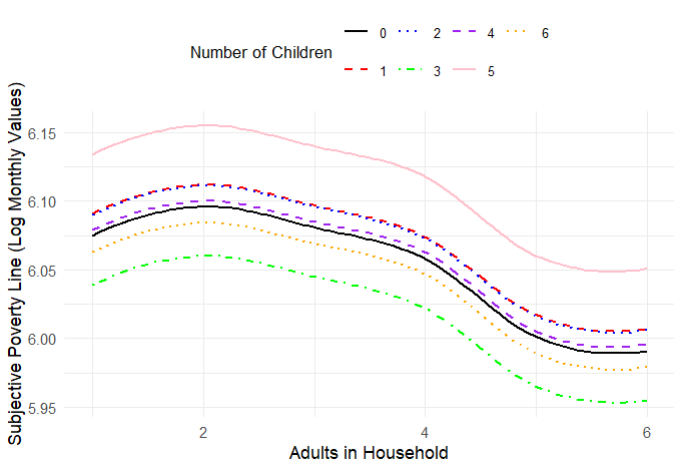 Number of Children
0 2 4 6
1 3 5
Subjective Poverty Line (Log Monthly Values)
6.15
6.10
6.05
6.00
5.95
2 4 6
Adults in Household